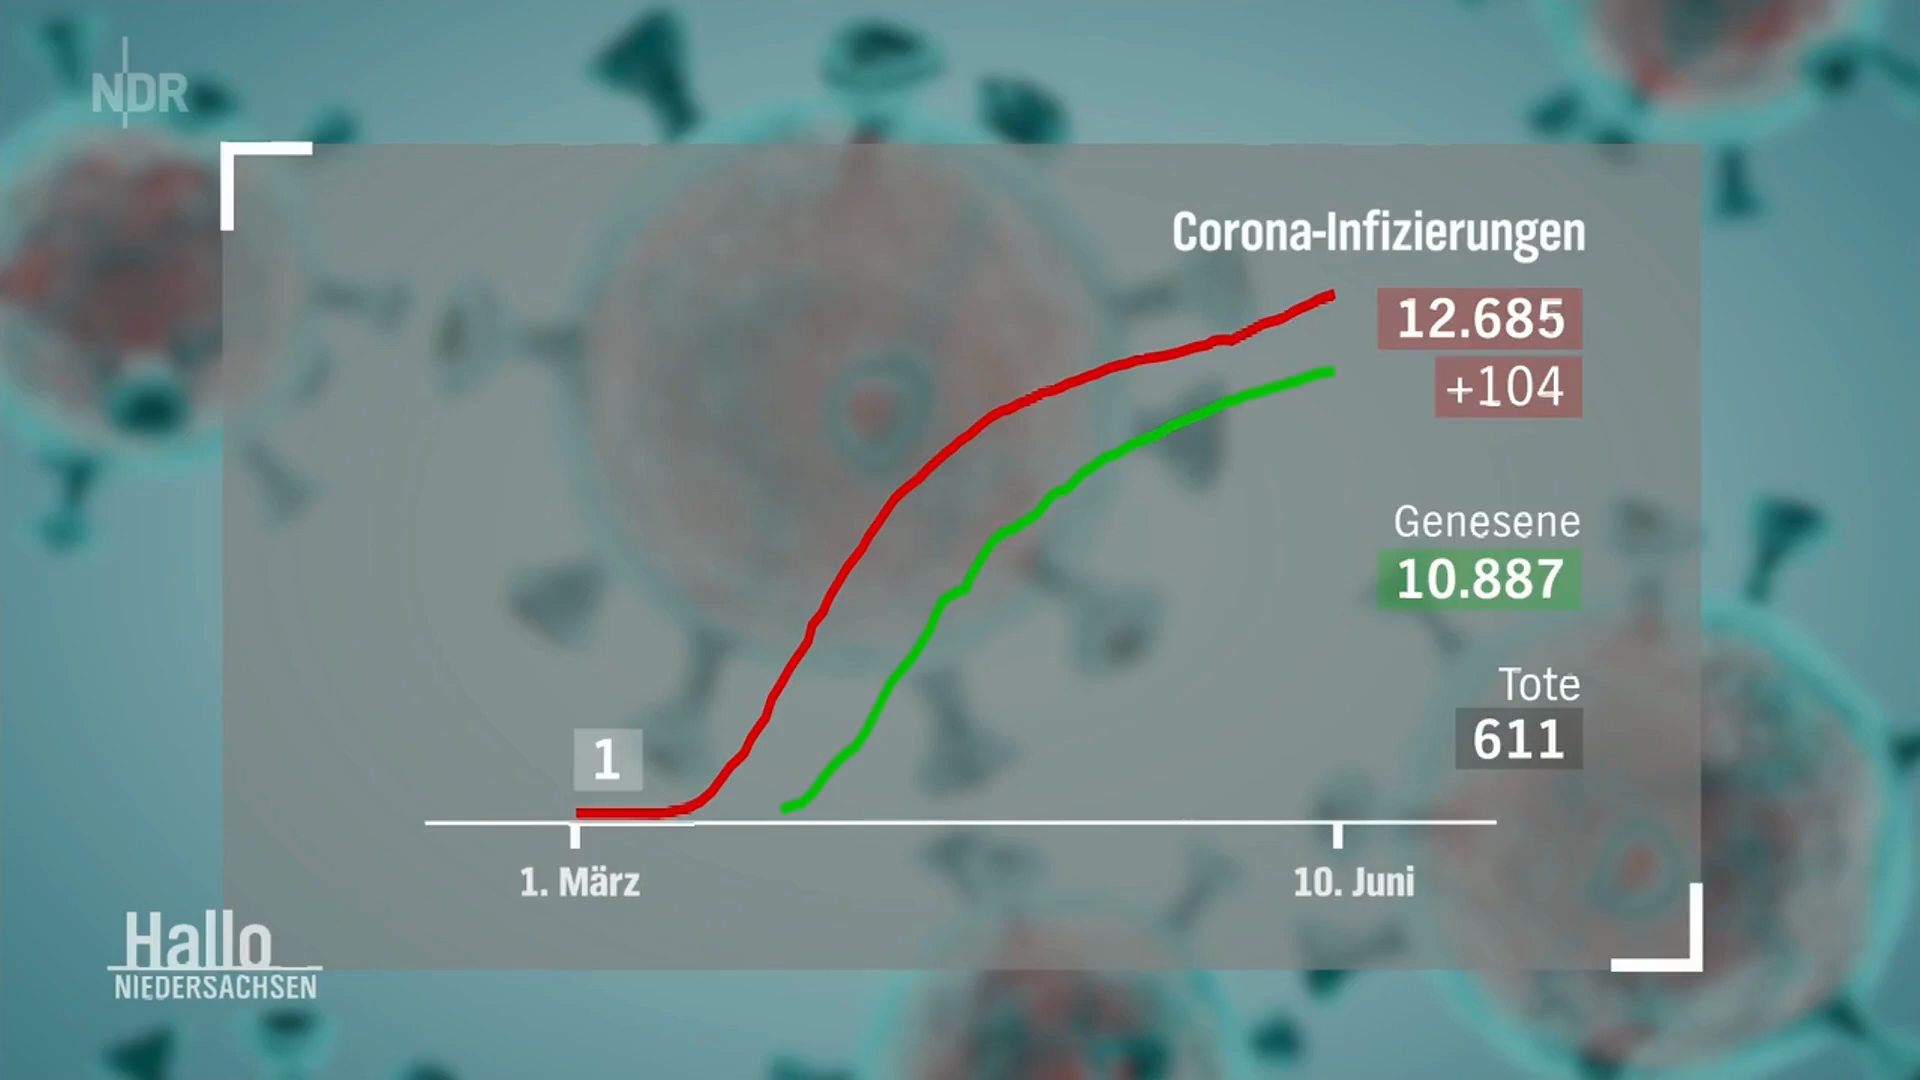 NDR
Corona-Infizierungen
12.685
+104
Genesene
10.887
Tote
611
1
1. März
10. Juni
Hallo
NIEDERSACHSEN